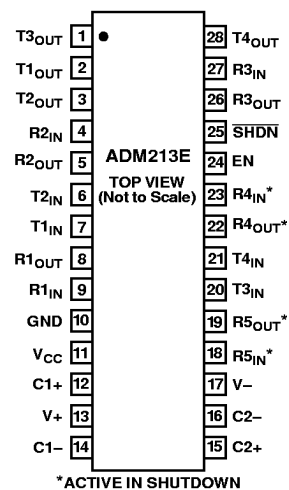 T3OUT 1 28 T4OUT
T1OUT 2 27 R3IN
T2OUT 3 26 R3OUT
R2IN 4 25 SHDN
R2OUT 5 24 EN
T2IN 6 23 R4IN*
T1IN 7 22 R4OUT*
R1OUT 8 21 T4IN
R1IN 9 20 T3IN
GND 10 19 R5OUT*
VCC 11 18 R5IN*
C1+ 12 17 V–
V+ 13 16 C2–
C1– 14 15 C2+
ADM213E
TOP VIEW
(Not to Scale)
*ACTIVE IN SHUTDOWN